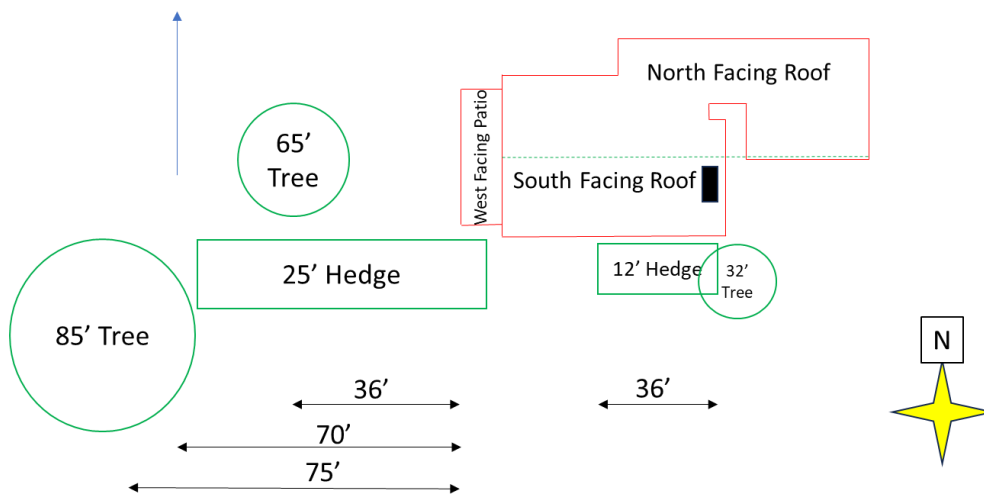 North Facing Roof
West Facing Patio
65’
Tree
South Facing Roof
25’ Hedge
12’ Hedge
32’
Tree
85’ Tree
N
36’
36’
70’
75’